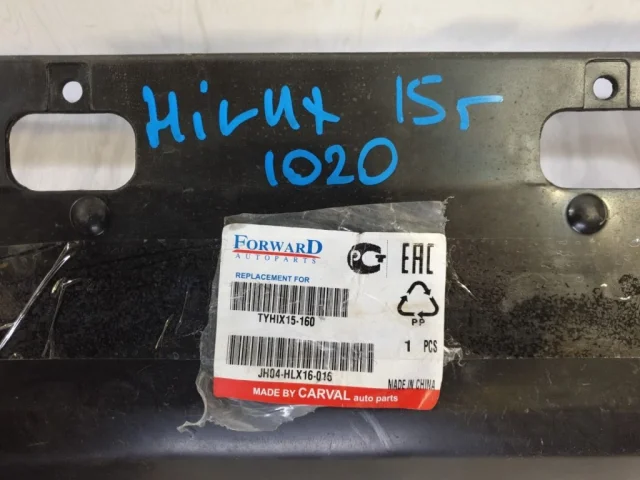 Hilux 15г
1020
FORWARD
AUTOPARTS
РСТ
EAC
REPLACEMENT FOR
TYHIX15-160
PP
1 PCS
JH04-HLX16-016
MADE IN CHINA
MADE BY CARVAL auto parts